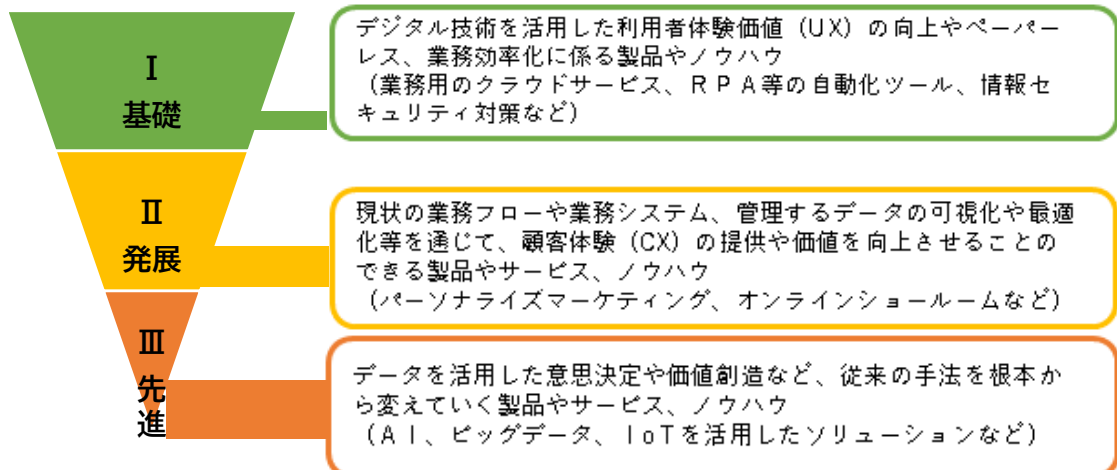 Ⅰ
基礎
デジタル技術を活用した利用者体験価値（UX）の向上やペーパー
レス、業務効率化に係る製品やノウハウ
（業務用のクラウドサービス、ＲＰＡ等の自動化ツール、情報セ
キュリティ対策など）
Ⅱ
発展
現状の業務フローや業務システム、管理するデータの可視化や最適
化等を通じて、顧客体験（CX）の提供や価値を向上させることの
できる製品やサービス、ノウハウ
（パーソナライズマーケティング、オンラインショールームなど）
Ⅲ
先
進
データを活用した意思決定や価値創造など、従来の手法を根本か
ら変えていく製品やサービス、ノウハウ
（ＡＩ、ビッグデータ、ＩoＴを活用したソリューションなど）